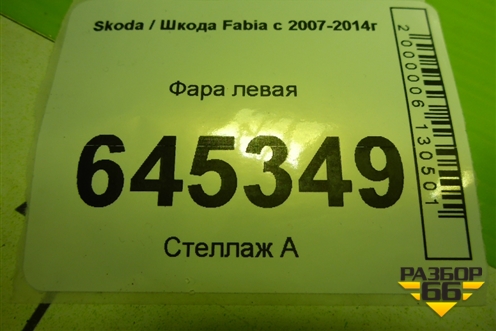 Skoda / Шкода Fabia с 2007-2014г
Фара левая
645349
Стеллаж А
2000006130501
РАЗБОР
66